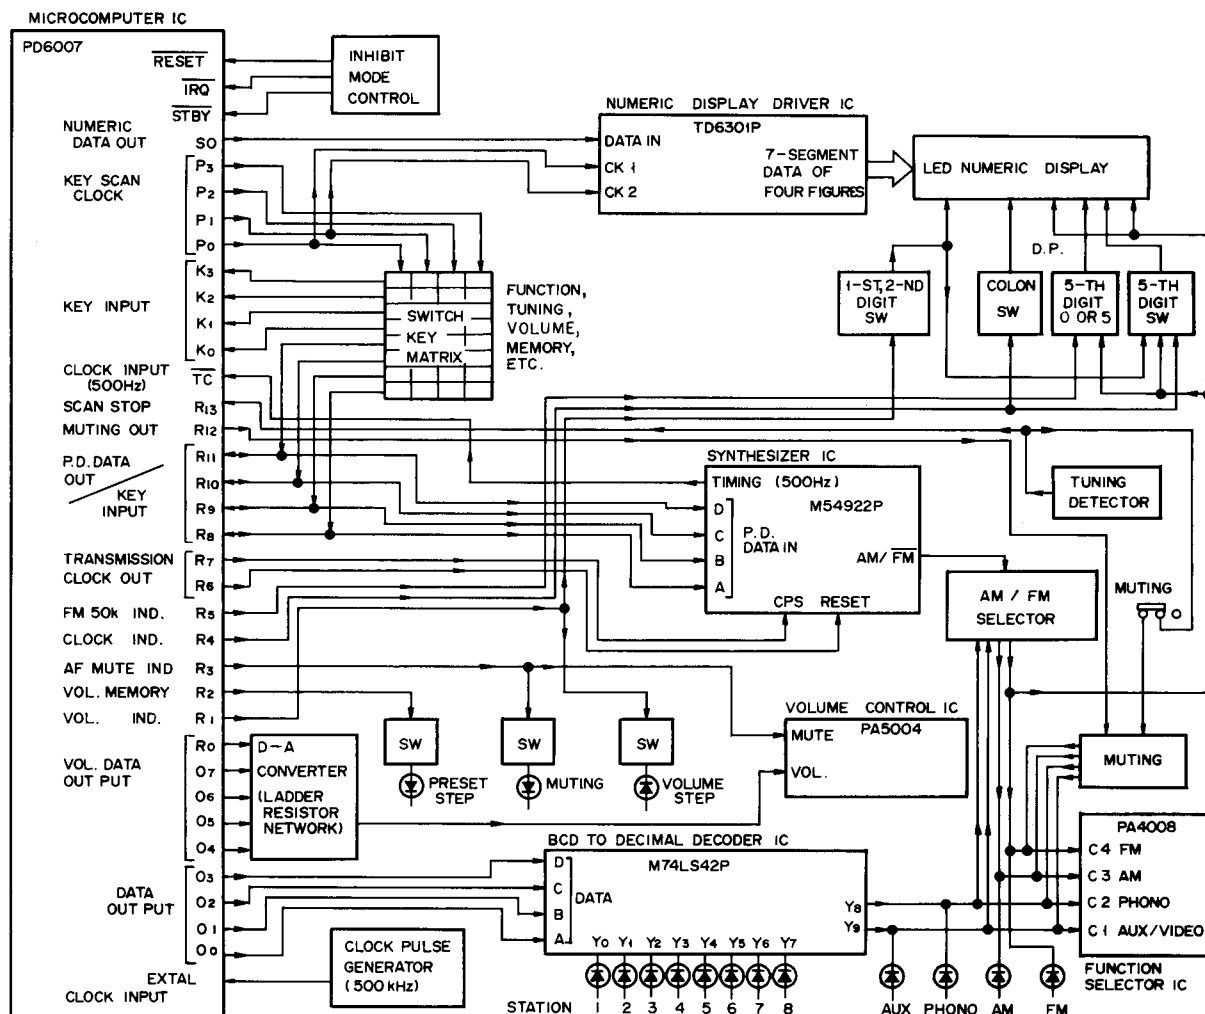 MICROCOMPUTER IC
PD6007
RESET
IRQ
STBY
INHIBIT
MODE
CONTROL
NUMERIC
DATA OUT
SO
KEY SCAN
CLOCK
P3
P2
P1
P0
KEY INPUT
K3
K2
K1
K0
CLOCK INPUT
(500Hz)
TC
SCAN STOP
R13
MUTING OUT
R12
P.D. DATA
OUT
KEY
INPUT
R11
R10
R9
R8
TRANSMISSION
CLOCK OUT
R7
R6
FM 50k IND.
R5
CLOCK IND.
R4
AF MUTE IND
R3
VOL. MEMORY
R2
VOL. IND.
R1
VOL. DATA
OUT PUT
R0
O7
O6
O5
O4
DATA
OUT PUT
O3
O2
O1
O0
EXTAL
CLOCK INPUT
NUMERIC DISPLAY DRIVER IC
TD6301P
DATA IN
CK 1
CK 2
7-SEGMENT
DATA OF
FOUR FIGURES
LED NUMERIC DISPLAY
D.P.
1-ST, 2-ND
DIGIT
SW
COLON
SW
5-TH
DIGIT
0 OR 5
5-TH
DIGIT
SW
SWITCH
KEY
MATRIX
FUNCTION,
TUNING,
VOLUME,
MEMORY,
ETC.
SYNTHESIZER IC
TIMING (500Hz)
M54922P
D
C
B
A
P.D.
DATA IN
AM/FM
CPS RESET
TUNING
DETECTOR
AM / FM
SELECTOR
MUTING
D-A
CONVERTER
(LADDER
RESISTOR
NETWORK)
SW
SW
SW
PRESET
STEP
MUTING
VOLUME
STEP
VOLUME CONTROL IC
PA5004
MUTE
VOL.
MUTING
BCD TO DECIMAL DECODER IC
M74LS42P
D
C
B
A
DATA
Y8
Y9
Y0 Y1 Y2 Y3 Y4 Y5 Y6 Y7
PA4008
C4 FM
C3 AM
C2 PHONO
C1 AUX/VIDEO
FUNCTION
SELECTOR IC
CLOCK PULSE
GENERATOR
(500 kHz)
STATION 1 2 3 4 5 6 7 8
AUX PHONO AM FM